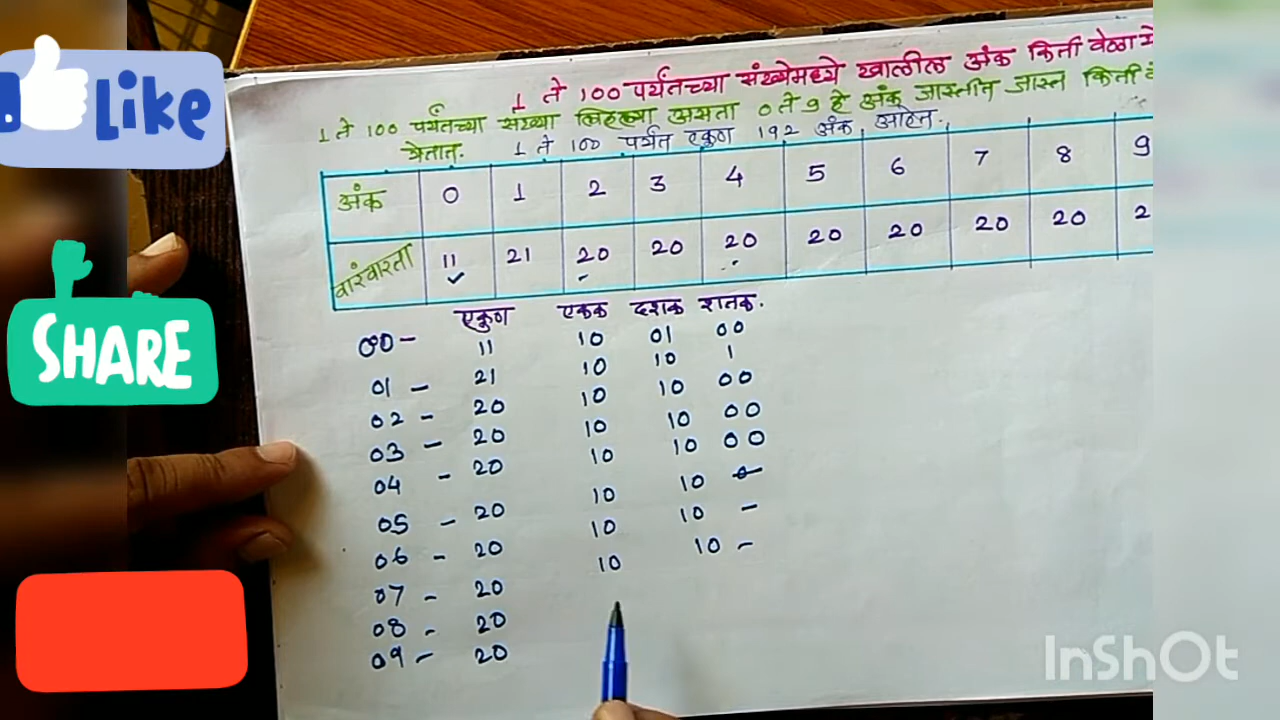 1 ते 100 पर्यंतच्या संख्येमध्ये खालील अंक किती वेळा
Like
1 ते 100 पर्यंतच्या संख्या लिहिल्या असता 0 ते 9 हे अंक जास्तीत जास्त किती
येतात. 1 ते 100 पर्यंत एकुण 192 अंक आहेत.
अंक 0 1 2 3 4 5 6 7 8 9
वारंवारता 11 21 20 20 20 20 20 20 20 2
एकुण एकक दशक शतक.
00 - 11 10 01 00
01 - 21 10 10 1
02 - 20 10 10 00
03 - 20 10 10 00
04 - 20 10 10 00
05 - 20 10 10 -
06 - 20 10 10 -
07 - 20 10 10 -
08 - 20
09 - 20
SHARE
InShOt